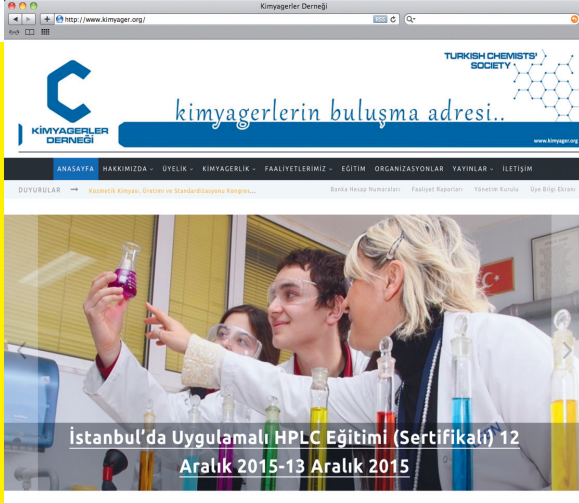 Kimyagerler Derneği
http://www.kimyager.org/
RSS
TURKISH CHEMISTS'
SOCIETY
kimyagerlerin buluşma adresi..
KİMYAGERLER
DERNEĞİ
www.kimyager.org
ANASAYFA HAKKIMIZDA ÜYELİK KİMYAGERLİK FAALİYETLERİMİZ EĞİTİM ORGANİZASYONLAR YAYINLAR İLETİŞİM
DUYURULAR → Kozmetik Kimyası, Üretimi ve Standardizasyonu Kongres... Banka Hesap Numaraları Faaliyet Raporları Yönetim Kurulu Üye Bilgi Ekranı
İstanbul'da Uygulamalı HPLC Eğitimi (Sertifikalı) 12
Aralık 2015-13 Aralık 2015